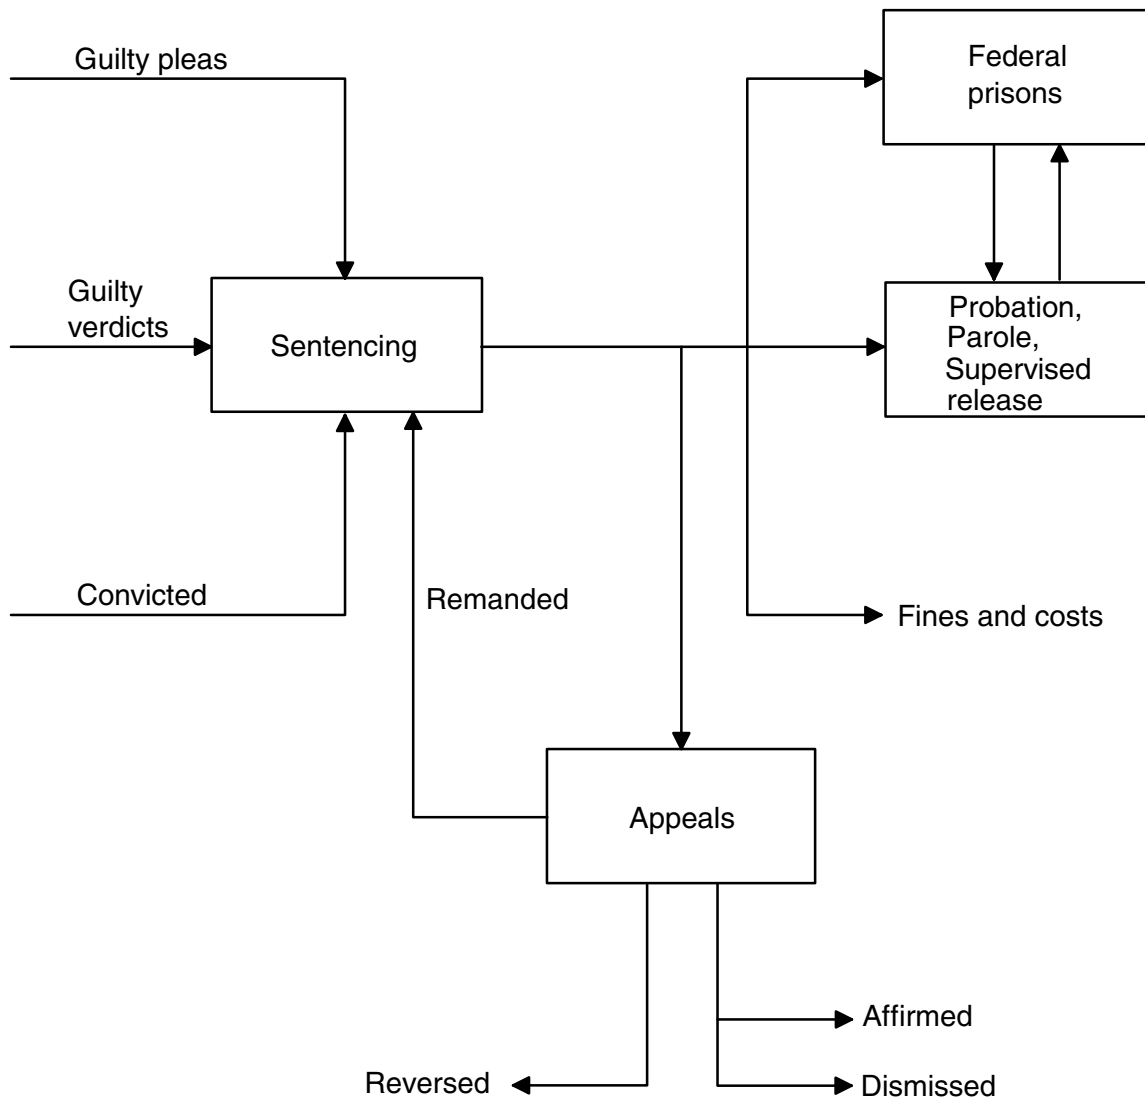 Guilty pleas
Federal
prisons
Guilty
verdicts
Sentencing
Probation,
Parole,
Supervised
release
Convicted
Remanded
Fines and costs
Appeals
Affirmed
Reversed
Dismissed